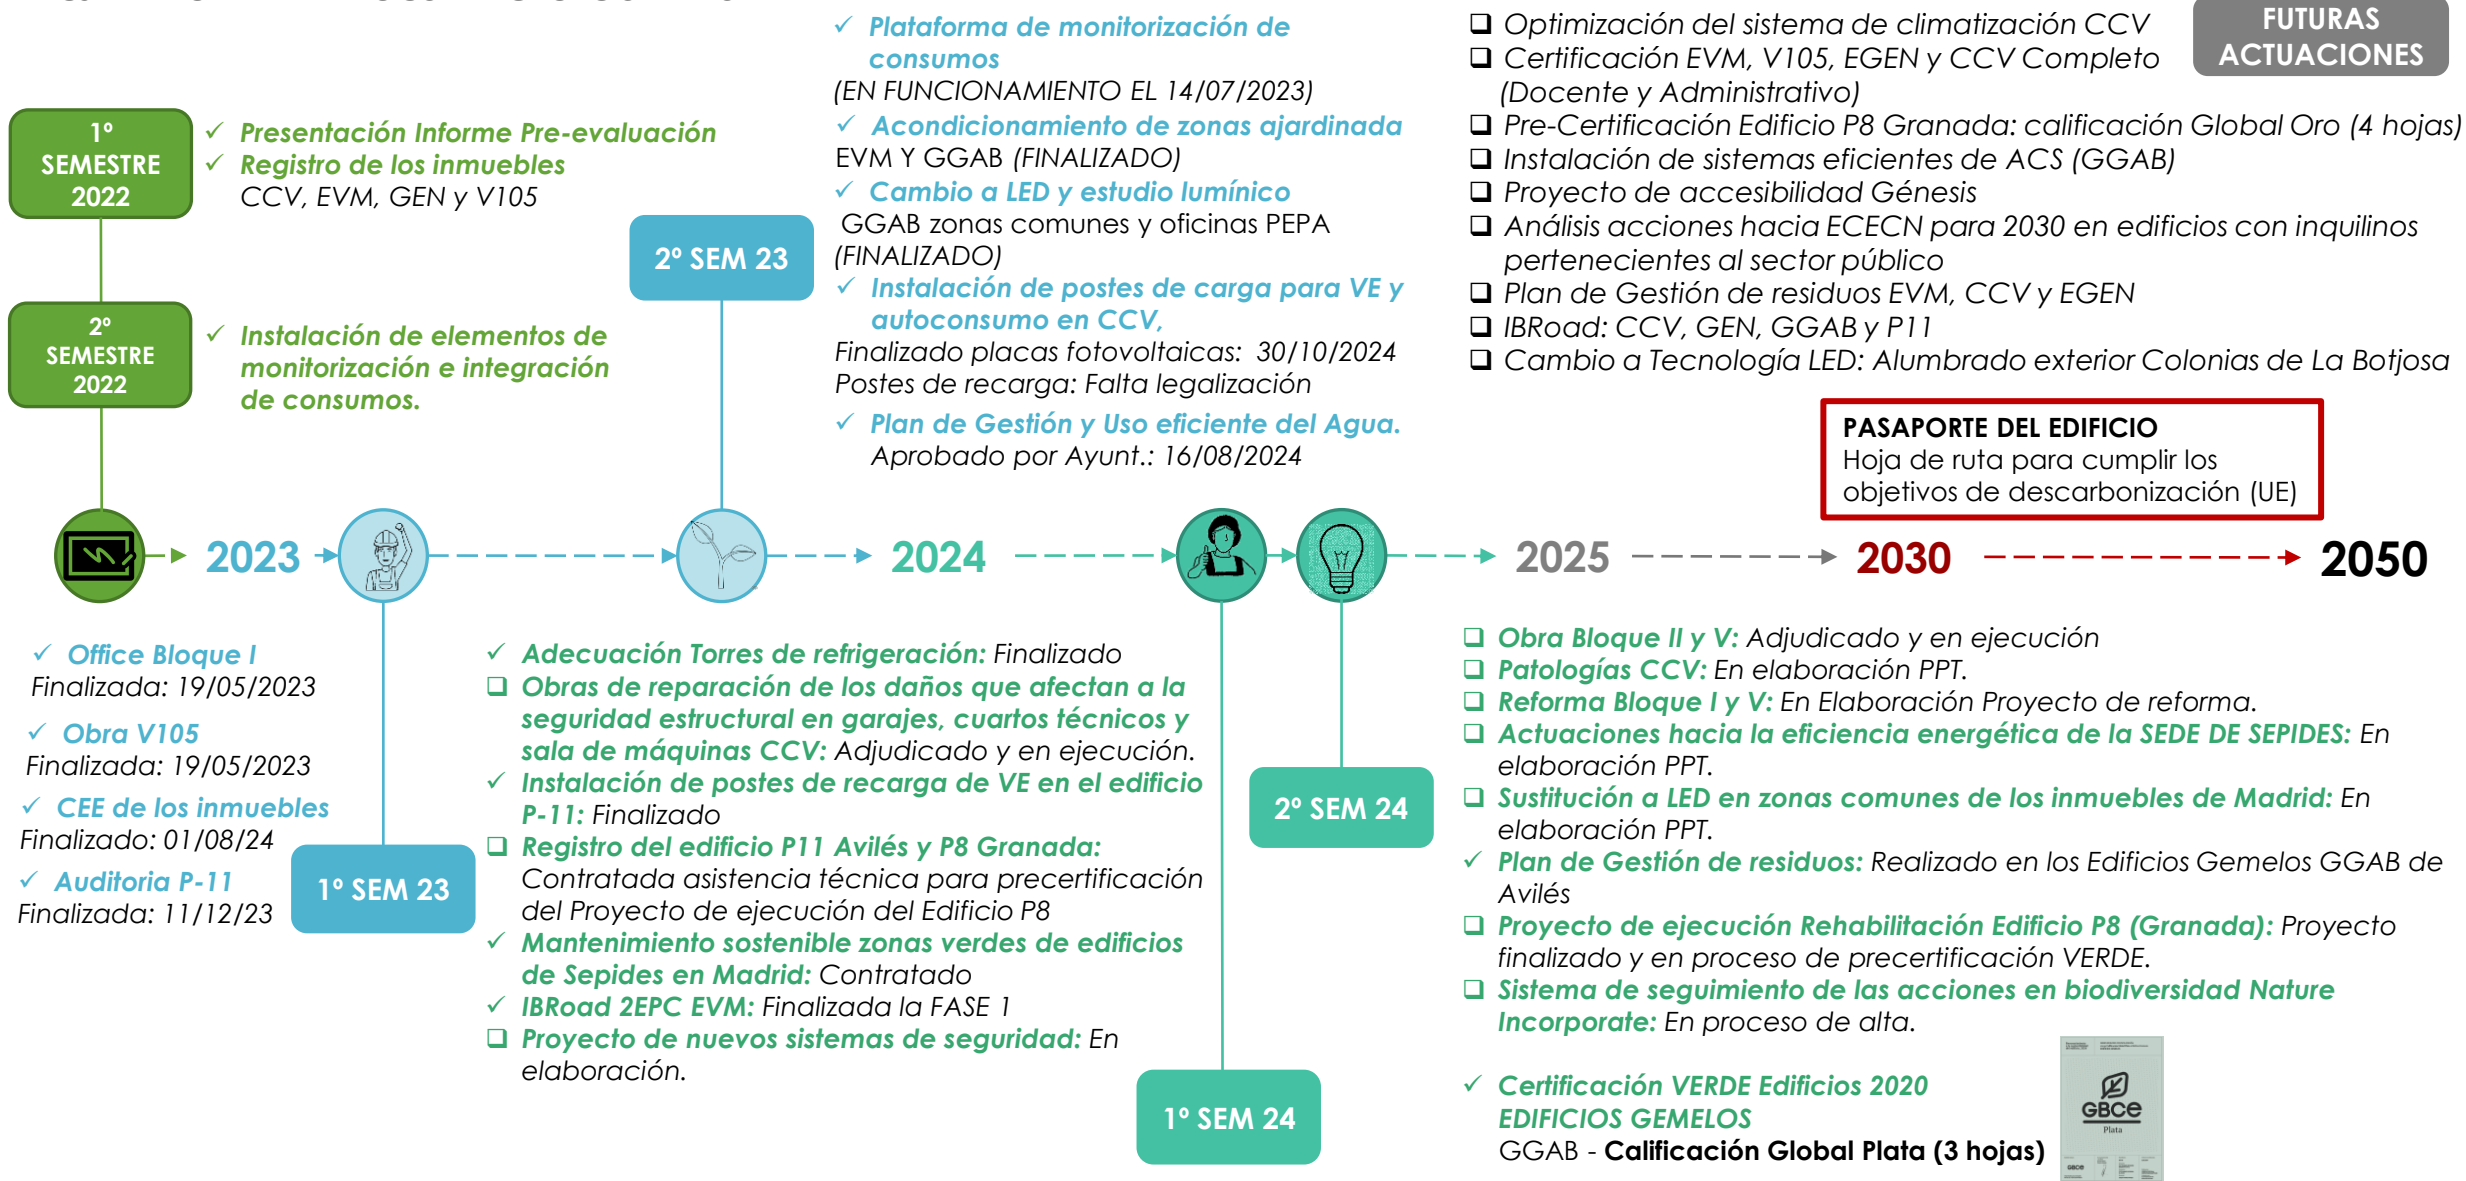 1º
SEMESTRE
2022
✓ Presentación Informe Pre-evaluación
✓ Registro de los inmuebles
CCV, EVM, GEN y V105
2º
SEMESTRE
2022
✓ Instalación de elementos de
monitorización e integración
de consumos.
2º SEM 23
✓ Plataforma de monitorización de
consumos
(EN FUNCIONAMIENTO EL 14/07/2023)
✓ Acondicionamiento de zonas ajardinada
EVM Y GGAB (FINALIZADO)
✓ Cambio a LED y estudio lumínico
GGAB zonas comunes y oficinas PEPA
(FINALIZADO)
✓ Instalación de postes de carga para VE y
autoconsumo en CCV,
Finalizado placas fotovoltaicas: 30/10/2024
Postes de recarga: Falta legalización
✓ Plan de Gestión y Uso eficiente del Agua.
Aprobado por Ayunt.: 16/08/2024
FUTURAS
ACTUACIONES
❑ Optimización del sistema de climatización CCV
❑ Certificación EVM, V105, EGEN y CCV Completo
(Docente y Administrativo)
❑ Pre-Certificación Edificio P8 Granada: calificación Global Oro (4 hojas)
❑ Instalación de sistemas eficientes de ACS (GGAB)
❑ Proyecto de accesibilidad Génesis
❑ Análisis acciones hacia ECECN para 2030 en edificios con inquilinos
pertenecientes al sector público
❑ Plan de Gestión de residuos EVM, CCV y EGEN
❑ IBRoad: CCV, GEN, GGAB y P11
❑ Cambio a Tecnología LED: Alumbrado exterior Colonias de La Botjosa
PASAPORTE DEL EDIFICIO
Hoja de ruta para cumplir los
objetivos de descarbonización (UE)
2023
2024
2025
2030
2050
✓ Office Bloque I
Finalizada: 19/05/2023
✓ Obra V105
Finalizada: 19/05/2023
✓ CEE de los inmuebles
Finalizado: 01/08/24
✓ Auditoria P-11
Finalizada: 11/12/23
1º SEM 23
✓ Adecuación Torres de refrigeración: Finalizado
❑ Obras de reparación de los daños que afectan a la
seguridad estructural en garajes, cuartos técnicos y
sala de máquinas CCV: Adjudicado y en ejecución.
✓ Instalación de postes de recarga de VE en el edificio
P-11: Finalizado
❑ Registro del edificio P11 Avilés y P8 Granada:
Contratada asistencia técnica para precertificación
del Proyecto de ejecución del Edificio P8
✓ Mantenimiento sostenible zonas verdes de edificios
de Sepides en Madrid: Contratado
✓ IBRoad 2EPC EVM: Finalizada la FASE 1
❑ Proyecto de nuevos sistemas de seguridad: En
elaboración.
1º SEM 24
2º SEM 24
❑ Obra Bloque II y V: Adjudicado y en ejecución
❑ Patologías CCV: En elaboración PPT.
❑ Reforma Bloque I y V: En Elaboración Proyecto de reforma.
❑ Actuaciones hacia la eficiencia energética de la SEDE DE SEPIDES: En
elaboración PPT.
❑ Sustitución a LED en zonas comunes de los inmuebles de Madrid: En
elaboración PPT.
✓ Plan de Gestión de residuos: Realizado en los Edificios Gemelos GGAB de
Avilés
❑ Proyecto de ejecución Rehabilitación Edificio P8 (Granada): Proyecto
finalizado y en proceso de precertificación VERDE.
❑ Sistema de seguimiento de las acciones en biodiversidad Nature
Incorporate: En proceso de alta.
✓ Certificación VERDE Edificios 2020
EDIFICIOS GEMELOS
GGAB - Calificación Global Plata (3 hojas)
GBCe
Plata
GBCe